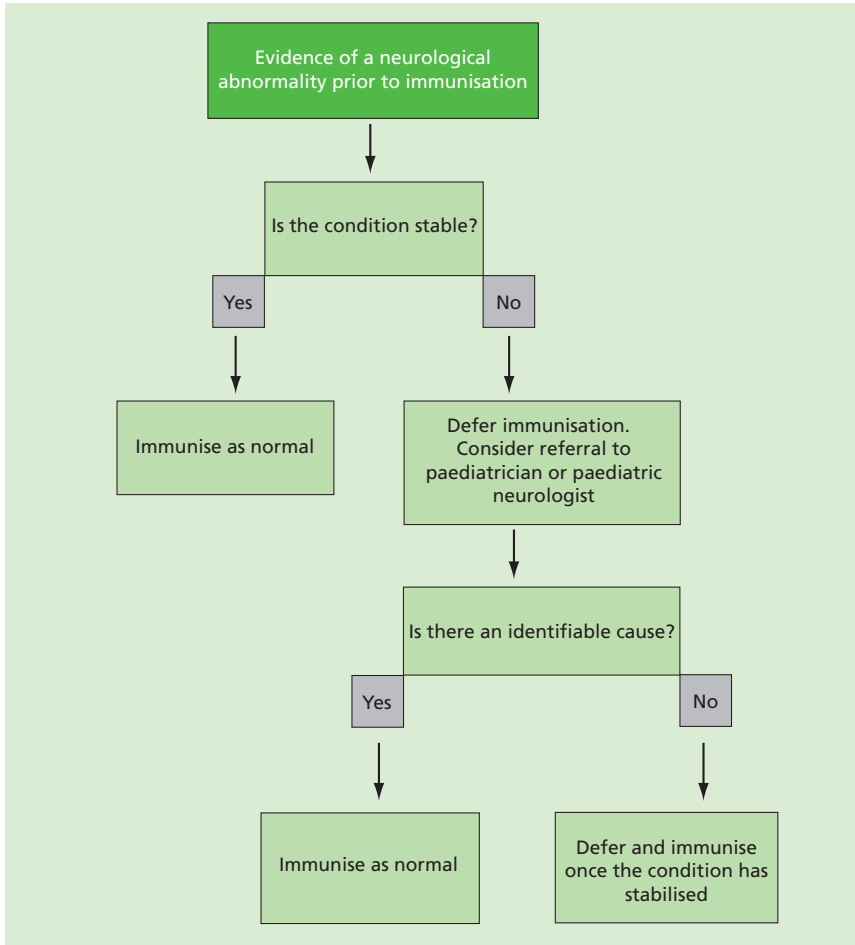 Evidence of a neurological
abnormality prior to immunisation
Is the condition stable?
Yes
No
Immunise as normal
Defer immunisation.
Consider referral to
paediatrician or paediatric
neurologist
Is there an identifiable cause?
Yes
No
Immunise as normal
Defer and immunise
once the condition has
stabilised